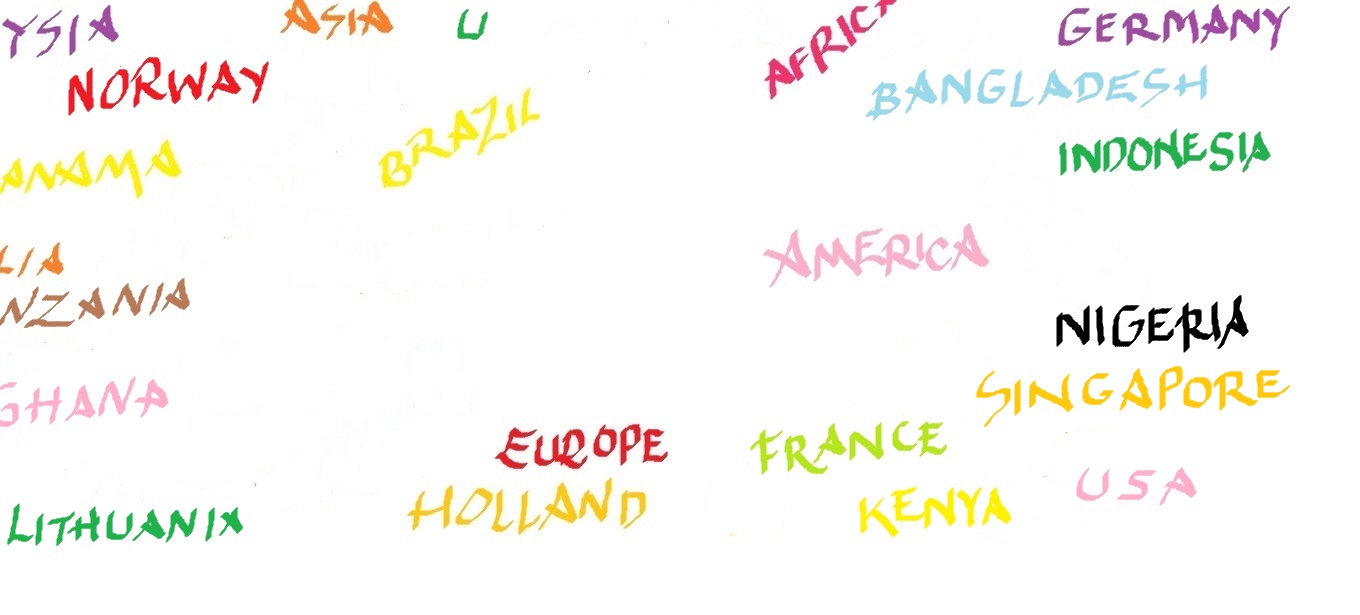 YSIA
ASIA
U
AFRICA
GERMANY
NORWAY
BANGLADESH
BRAZIL
INDONESIA
ANAMA
AMERICA
LIA
NZANIA
NIGERIA
GHANA
SINGAPORE
EUROPE
FRANCE
USA
HOLLAND
KENYA
LITHUANIA